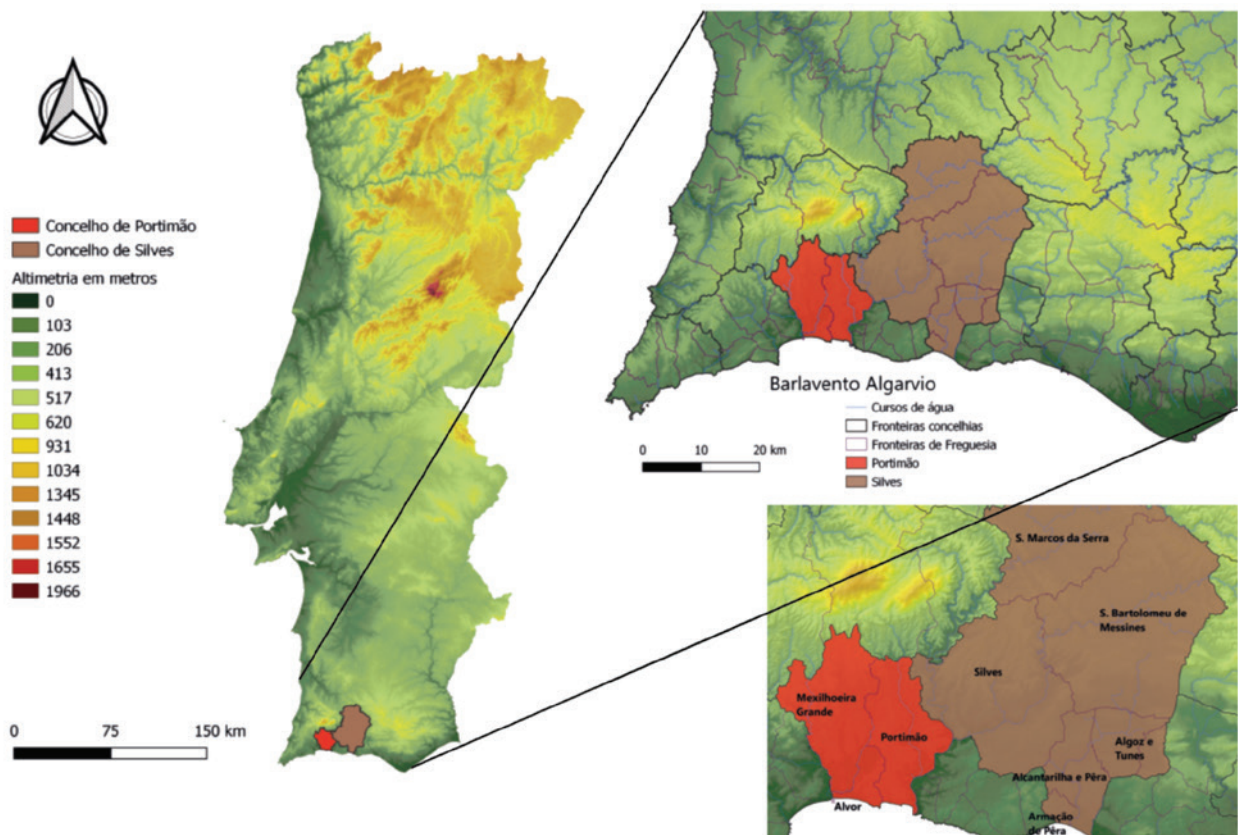 Concelho de Portimão
Concelho de Silves
Altimetria em metros
0
103
206
413
517
620
931
1034
1345
1448
1552
1655
1966
0 75 150 km
Barlavento Algarvio
Cursos de água
Fronteiras concelhias
Fronteiras de Freguesia
Portimão
Silves
0 10 20 km
S. Marcos da Serra
S. Bartolomeu de
Messines
Silves
Mexilhoeira
Grande
Portimão
Algoz e
Tunes
Alcantarilha e Pêra
Alvor
Armação
de Pêra